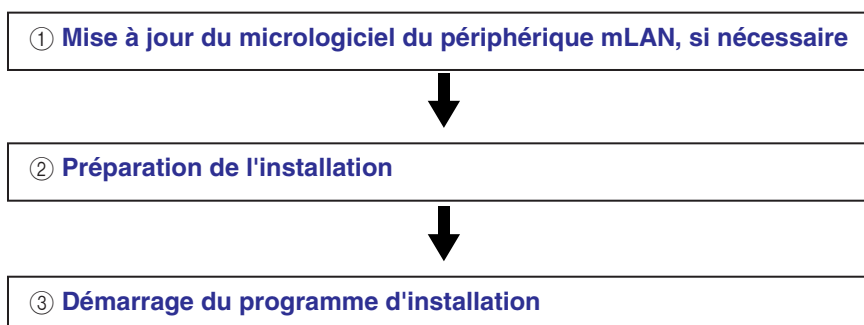 ① Mise à jour du micrologiciel du périphérique mLAN, si nécessaire
② Préparation de l'installation
③ Démarrage du programme d'installation